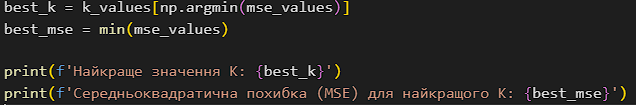 best_k = k_values[np.argmin(mse_values)]
best_mse = min(mse_values)
print(f'Найкраще значення K: {best_k}')
print(f'Середньоквадратична похибка (MSE) для найкращого K: {best_mse}')